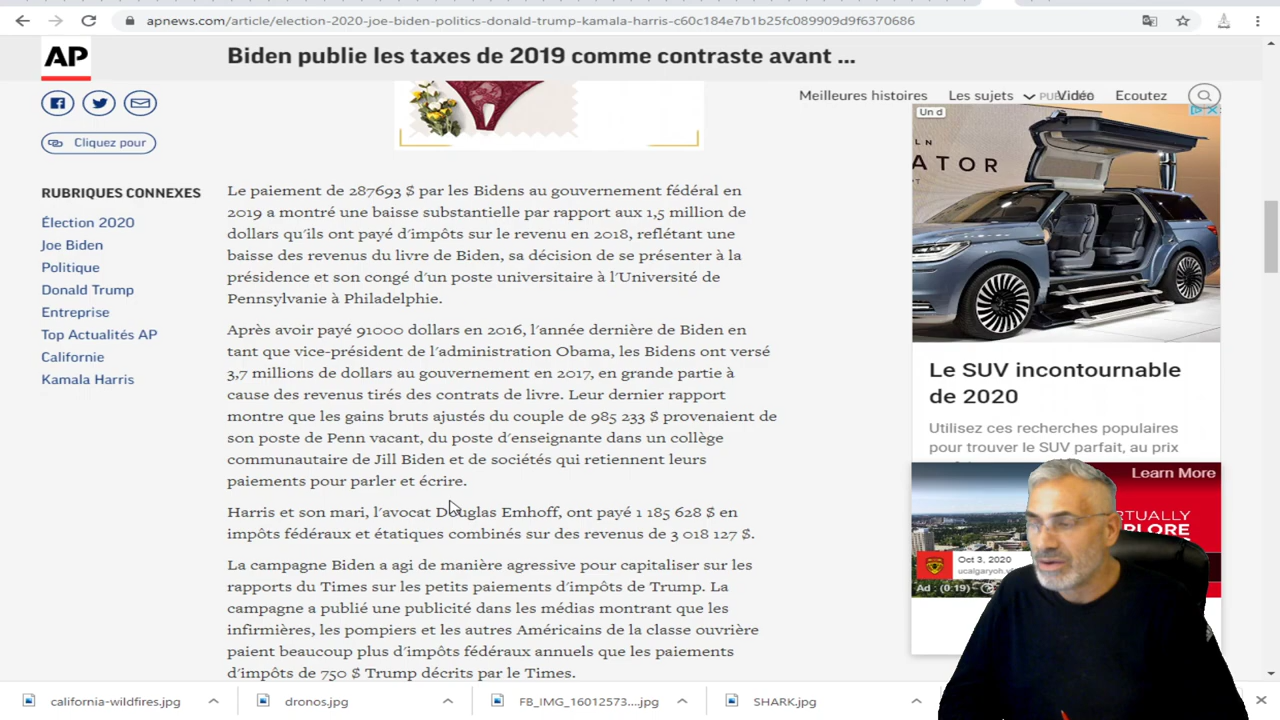 apnews.com/article/election-2020-joe-biden-politics-donald-trump-kamala-harris-c60c184e7b1b25fc089909d9f6370686
AP
Biden publie les taxes de 2019 comme contraste avant ...
Meilleures histoires
Les sujets
Vidéo
Ecoutez
Cliquez pour
RUBRIQUES CONNEXES
Élection 2020
Joe Biden
Politique
Donald Trump
Entreprise
Top Actualités AP
Californie
Kamala Harris
Le paiement de 287693 $ par les Bidens au gouvernement fédéral en
2019 a montré une baisse substantielle par rapport aux 1,5 million de
dollars qu'ils ont payé d'impôts sur le revenu en 2018, reflétant une
baisse des revenus du livre de Biden, sa décision de se présenter à la
présidence et son congé d'un poste universitaire à l'Université de
Pennsylvanie à Philadelphie.
Après avoir payé 91000 dollars en 2016, l'année dernière de Biden en
tant que vice-président de l'administration Obama, les Bidens ont versé
3,7 millions de dollars au gouvernement en 2017, en grande partie à
cause des revenus tirés des contrats de livre. Leur dernier rapport
montre que les gains bruts ajustés du couple de 985 233 $ provenaient de
son poste de Penn vacant, du poste d'enseignante dans un collège
communautaire de Jill Biden et de sociétés qui retiennent leurs
paiements pour parler et écrire.
Harris et son mari, l'avocat Douglas Emhoff, ont payé 1 185 628 $ en
impôts fédéraux et étatiques combinés sur des revenus de 3 018 127 $.
La campagne Biden a agi de manière agressive pour capitaliser sur les
rapports du Times sur les petits paiements d'impôts de Trump. La
campagne a publié une publicité dans les médias montrant que les
infirmières, les pompiers et les autres Américains de la classe ouvrière
paient beaucoup plus d'impôts fédéraux annuels que les paiements
d'impôts de 750 $ Trump décrits par le Times.
Un d
LN
ATOR
Le SUV incontournable
de 2020
Utilisez ces recherches populaires
pour trouver le SUV parfait, au prix
Learn More
Oct 3, 2020
Ad : (0:19)
california-wildfires.jpg
dronos.jpg
FB_IMG_16012573....jpg
SHARK.jpg